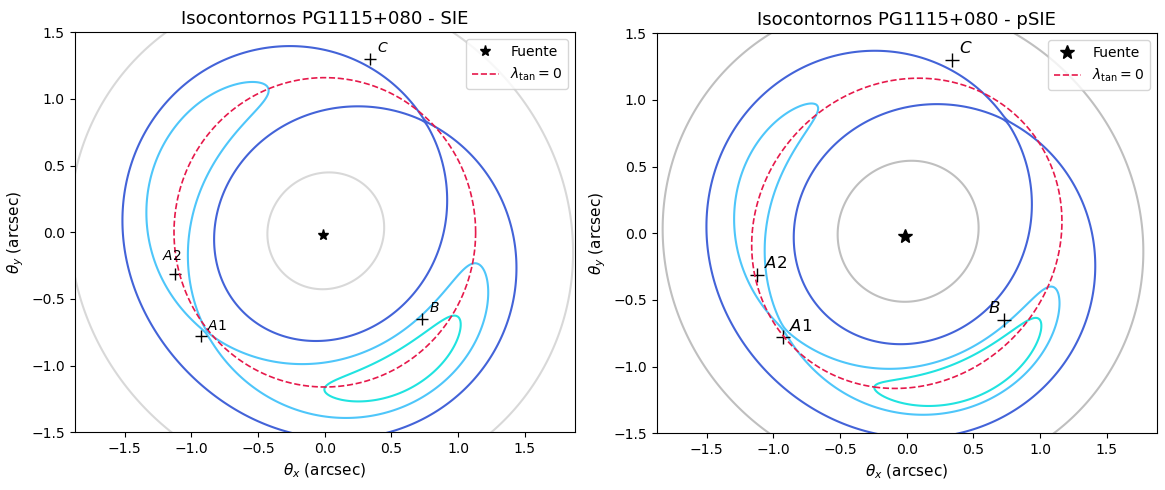 Isocontornos PG1115+080 - SIE
Fuente
λtan = 0
C
A2
A1
B
1.5
1.0
0.5
0.0
−0.5
−1.0
−1.5
−1.5
−1.0
−0.5
0.0
0.5
1.0
1.5
θy (arcsec)
θx (arcsec)
Isocontornos PG1115+080 - pSIE
Fuente
λtan = 0
C
A2
A1
B
1.5
1.0
0.5
0.0
−0.5
−1.0
−1.5
−1.5
−1.0
−0.5
0.0
0.5
1.0
1.5
θy (arcsec)
θx (arcsec)